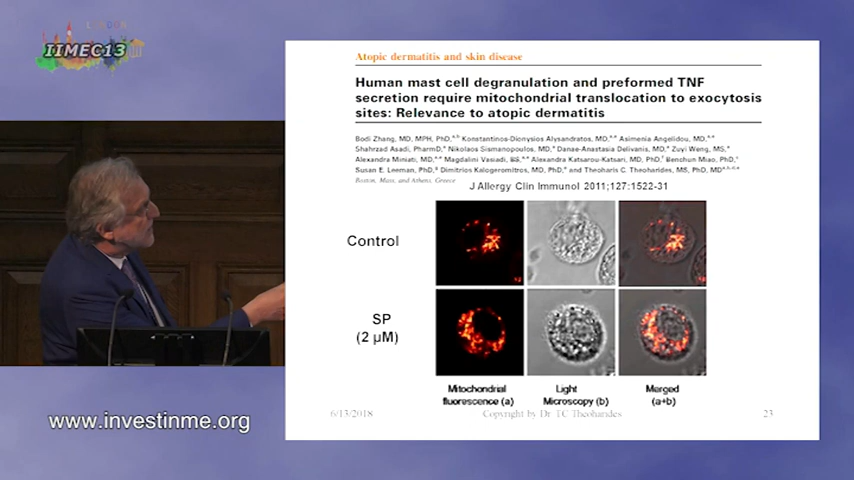 LONDON
IIMEC13
Atopic dermatitis and skin disease
Human mast cell degranulation and preformed TNF
secretion require mitochondrial translocation to exocytosis
sites: Relevance to atopic dermatitis
Bodi Zhang, MD, MPH, PhD,a,b Konstantinos-Dionysios Alysandratos, MD,a,e Asimenia Angelidou, MD,a,e
Shahrzad Asadi, PharmD,a Nikolaos Sismanopoulos, MD,a Danae-Anastasia Delivanis, MD,a Zuyi Weng, MS,a
Alexandra Miniati, MD,a,e Magdalini Vasiadi, BS,a,e Alexandra Katsarou-Katsari, MD, PhD,f Benchun Miao, PhD,c
Susan E. Leeman, PhD,g Dimitrios Kalogeromitros, MD, PhD,e and Theoharis C. Theoharides, MS, PhD, MD
Boston, Mass, and Athens, Greece
J Allergy Clin Immunol 2011;127:1522-31
Control
SP
(2 µM)
Mitochondrial fluorescence (a)
Light Microscopy (b)
Merged (a+b)
6/13/2018
Copyright by Dr. TC Theoharides
23
www.investinme.org